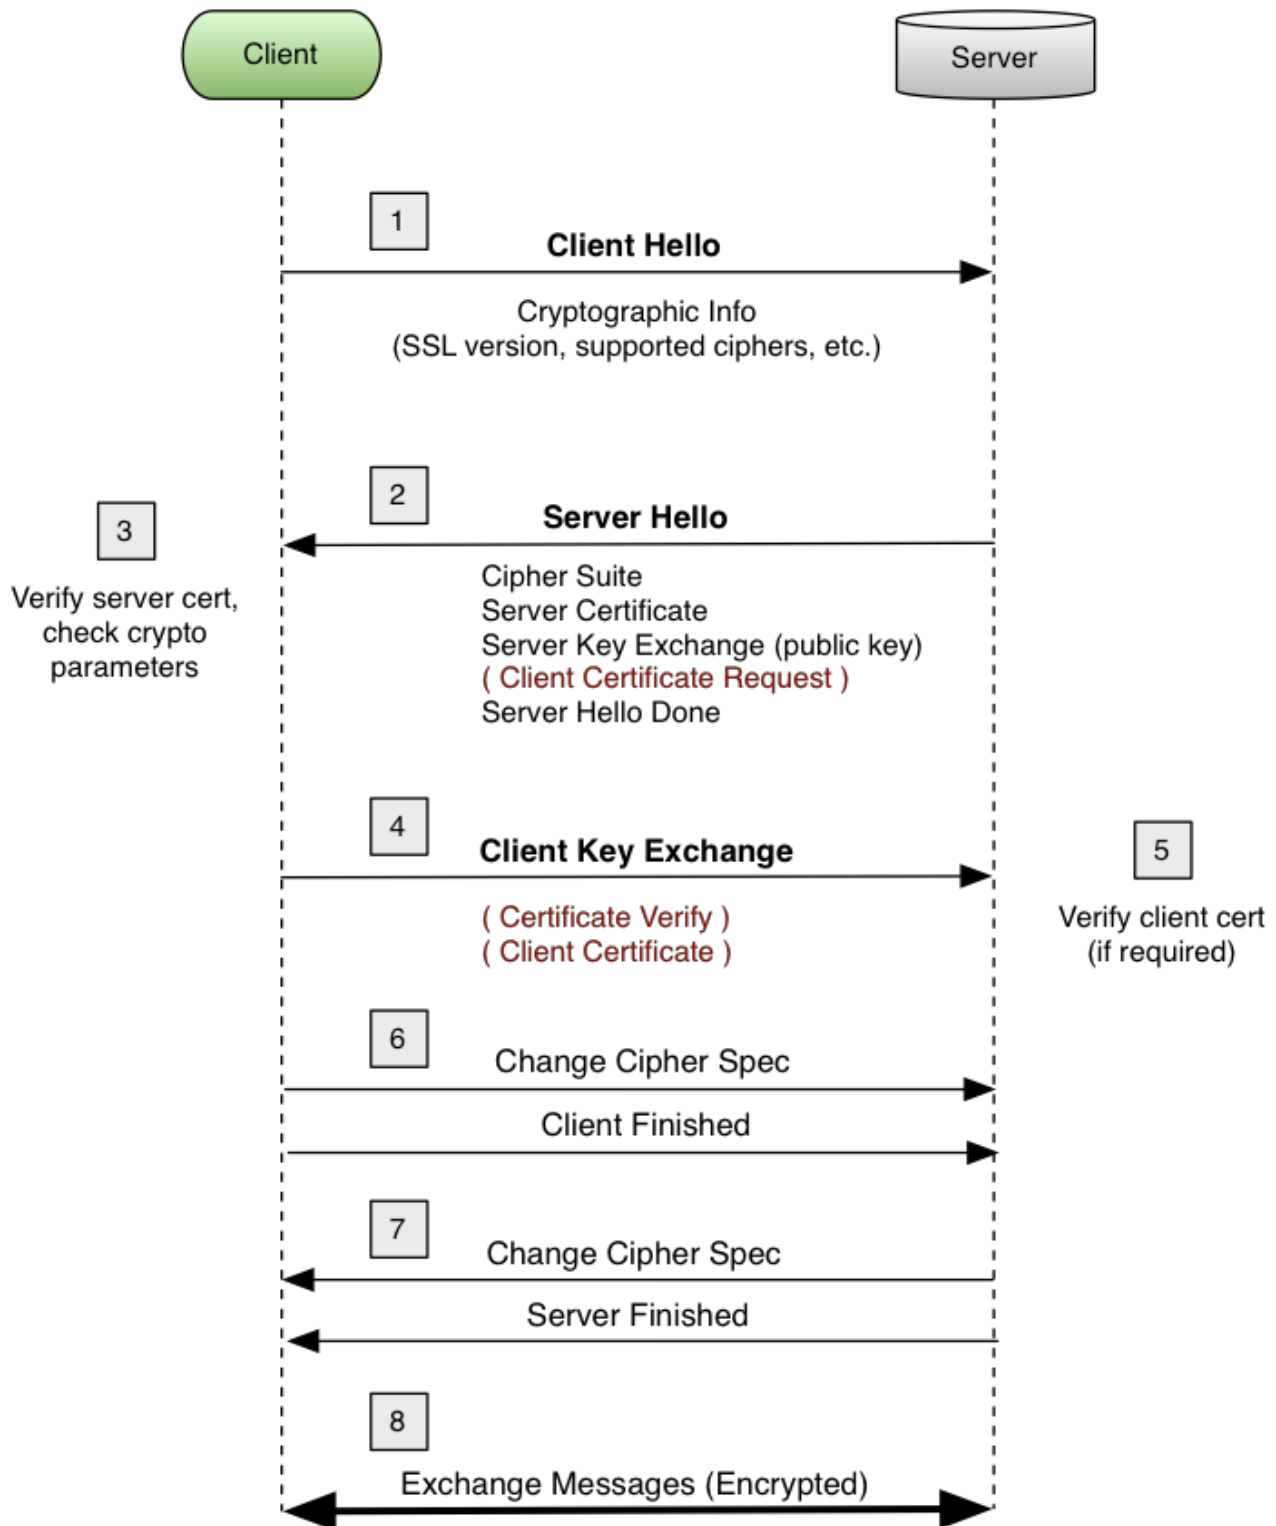 Client
Server
1
Client Hello
Cryptographic Info
(SSL version, supported ciphers, etc.)
2
Server Hello
3
Verify server cert,
check crypto
parameters
Cipher Suite
Server Certificate
Server Key Exchange (public key)
( Client Certificate Request )
Server Hello Done
4
Client Key Exchange
( Certificate Verify )
( Client Certificate )
5
Verify client cert
(if required)
6
Change Cipher Spec
Client Finished
7
Change Cipher Spec
Server Finished
8
Exchange Messages (Encrypted)